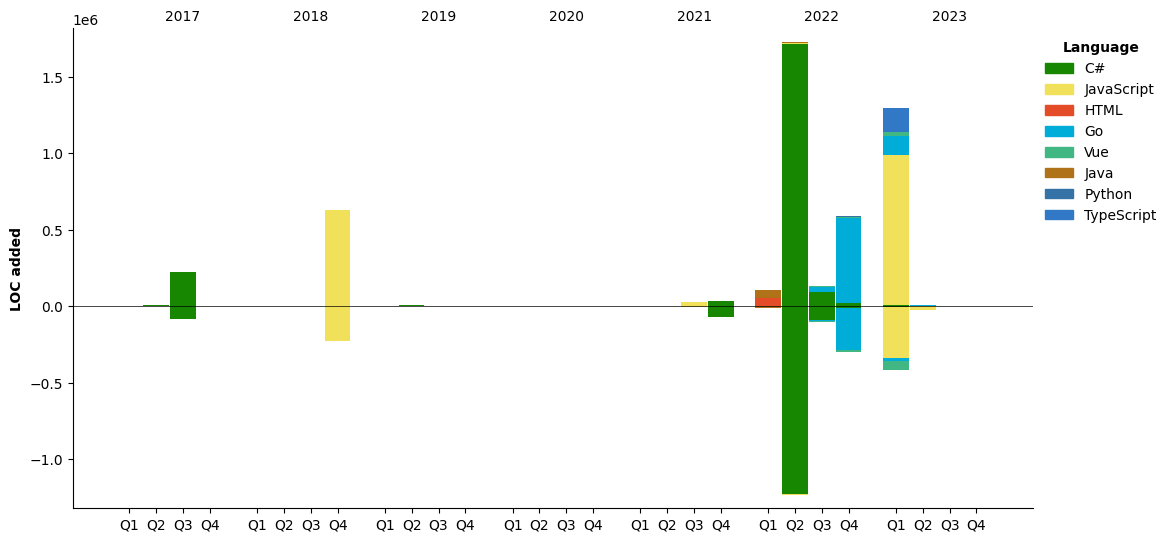 1e6
2017 2018 2019 2020 2021 2022 2023
Language
C#
JavaScript
HTML
Go
Vue
Java
Python
TypeScript
LOC added
1.5
1.0
0.5
0.0
−0.5
−1.0
Q1 Q2 Q3 Q4 Q1 Q2 Q3 Q4 Q1 Q2 Q3 Q4 Q1 Q2 Q3 Q4 Q1 Q2 Q3 Q4 Q1 Q2 Q3 Q4 Q1 Q2 Q3 Q4